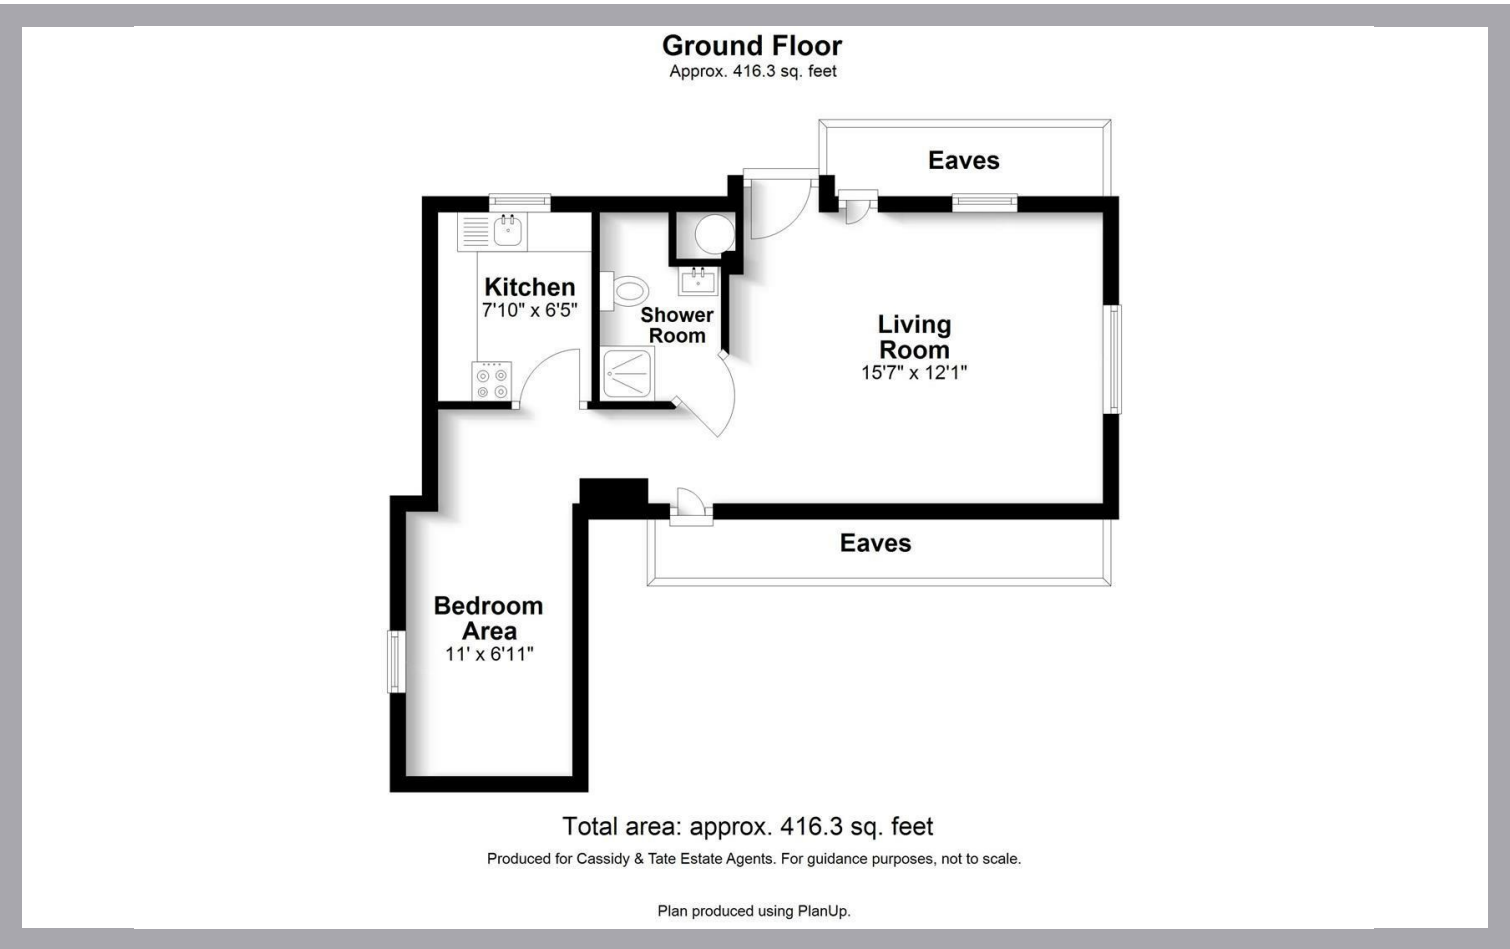 Ground Floor
Approx. 416.3 sq. feet
Eaves
Kitchen
7'10" x 6'5"
Shower
Room
Living
Room
15'7" x 12'1"
Eaves
Bedroom
Area
11' x 6'11"
Total area: approx. 416.3 sq. feet
Produced for Cassidy & Tate Estate Agents. For guidance purposes, not to scale.
Plan produced using PlanUp.